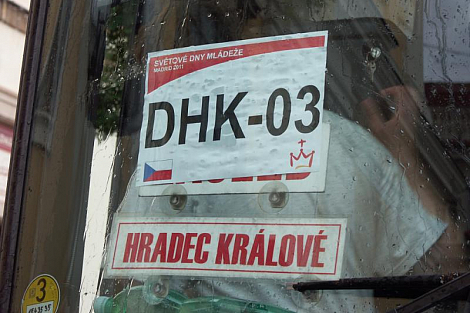 SVĚTOVÉ DNY MLÁDEŽE
MADRID 2011
DHK-03
HRADEC KRÁLOVÉ
3